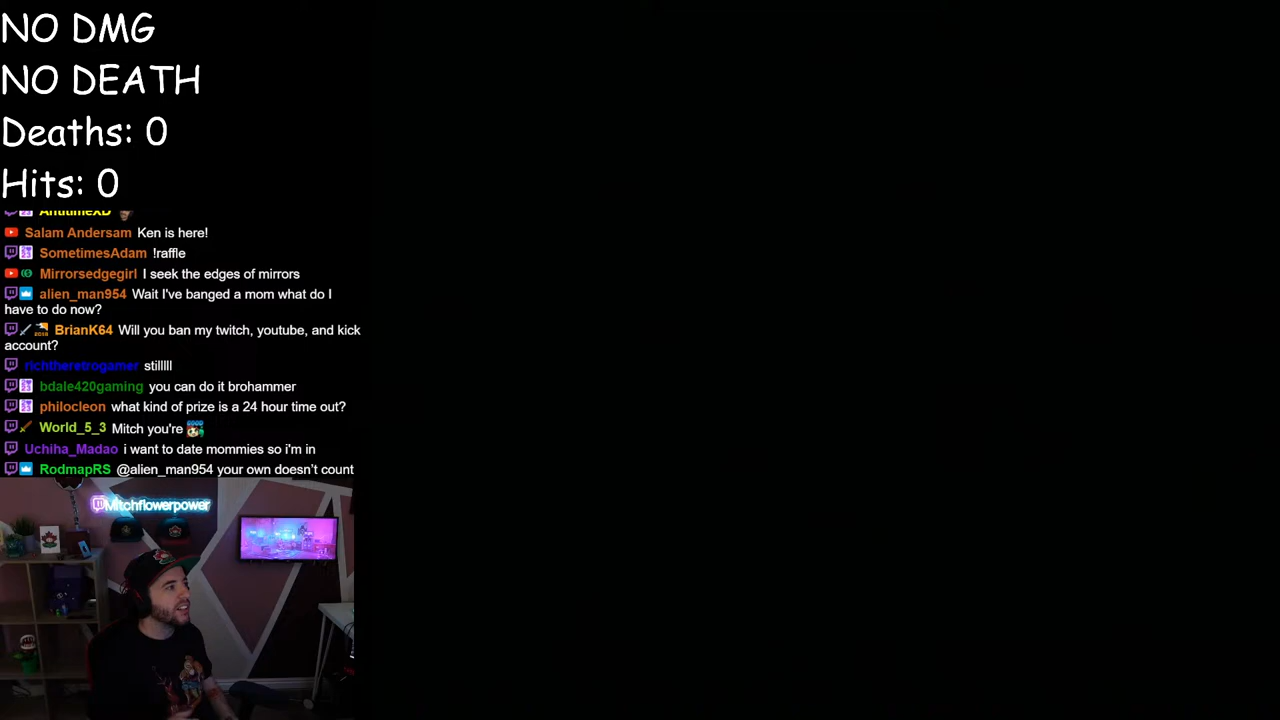 NO DMG
NO DEATH
Deaths: 0
Hits: 0
AntitimeXD
Salam Andersam Ken is here!
SometimesAdam !raffle
Mirrorsedgegirl I seek the edges of mirrors
alien_man954 Wait I've banged a mom what do I
have to do now?
BrianK64 Will you ban my twitch, youtube, and kick
account?
richtheretrogamer stilllll
bdale420gaming you can do it brohammer
philocleon what kind of prize is a 24 hour time out?
World_5_3 Mitch you're
Uchiha_Madao i want to date mommies so i'm in
RodmapRS @alien_man954 your own doesn't count
Mitchflowerpower